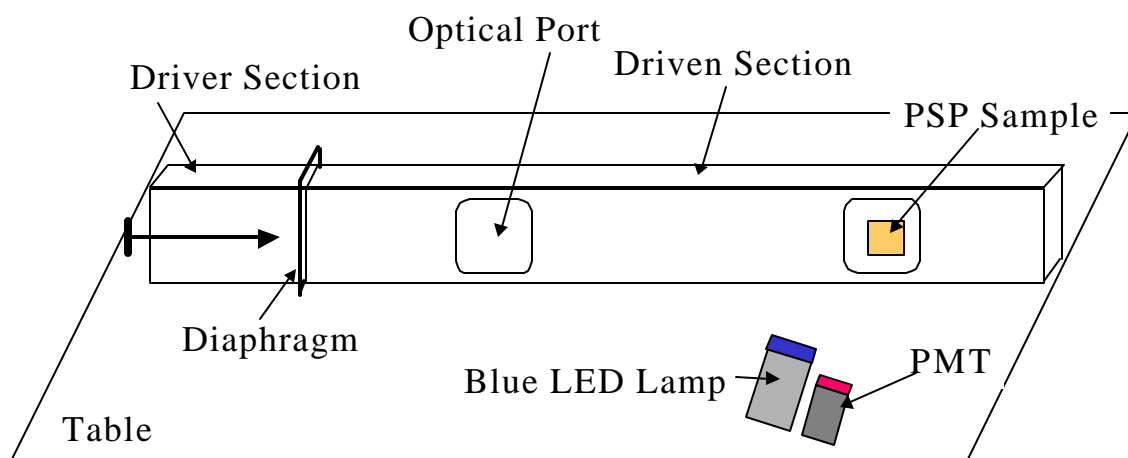 Optical Port
Driver Section
Driven Section
PSP Sample
Diaphragm
Blue LED Lamp
PMT
Table